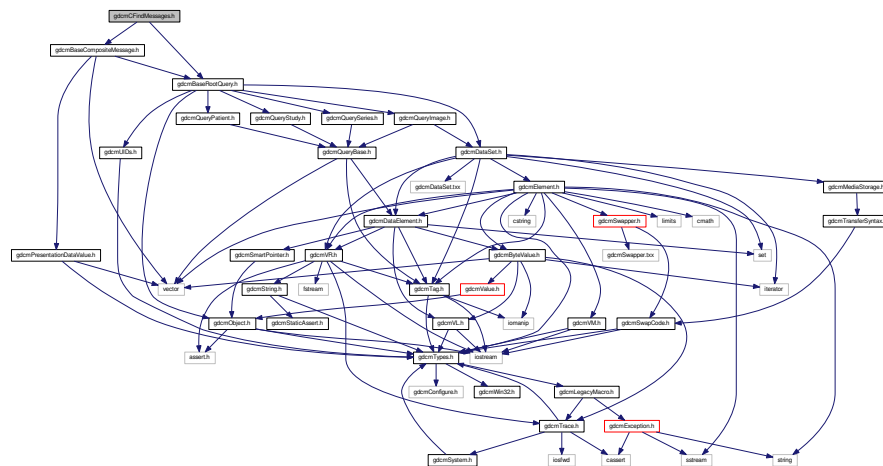 gdcmCFindMessages.h
gdcmBaseCompositeMessage.h
gdcmBaseRootQuery.h
gdcmQueryPatient.h
gdcmQueryStudy.h
gdcmQuerySeries.h
gdcmQueryImage.h
gdcmUIDs.h
gdcmQueryBase.h
gdcmDataSet.h
gdcmDataSet.txx
gdcmElement.h
gdcmMediaStorage.h
gdcmDataElement.h
cstring
gdcmSwapper.h
limits
cmath
gdcmTransferSyntax.h
gdcmPresentationDataValue.h
gdcmSmartPointer.h
gdcmVR.h
gdcmByteValue.h
gdcmSwapper.txx
set
vector
gdcmString.h
fstream
gdcmTag.h
gdcmValue.h
iterator
gdcmObject.h
gdcmStaticAssert.h
gdcmVL.h
iomanip
gdcmVM.h
gdcmSwapCode.h
assert.h
gdcmTypes.h
iostream
gdcmConfigure.h
gdcmWin32.h
gdcmLegacyMacro.h
gdcmTrace.h
gdcmException.h
gdcmSystem.h
iosfwd
cassert
sstream
string